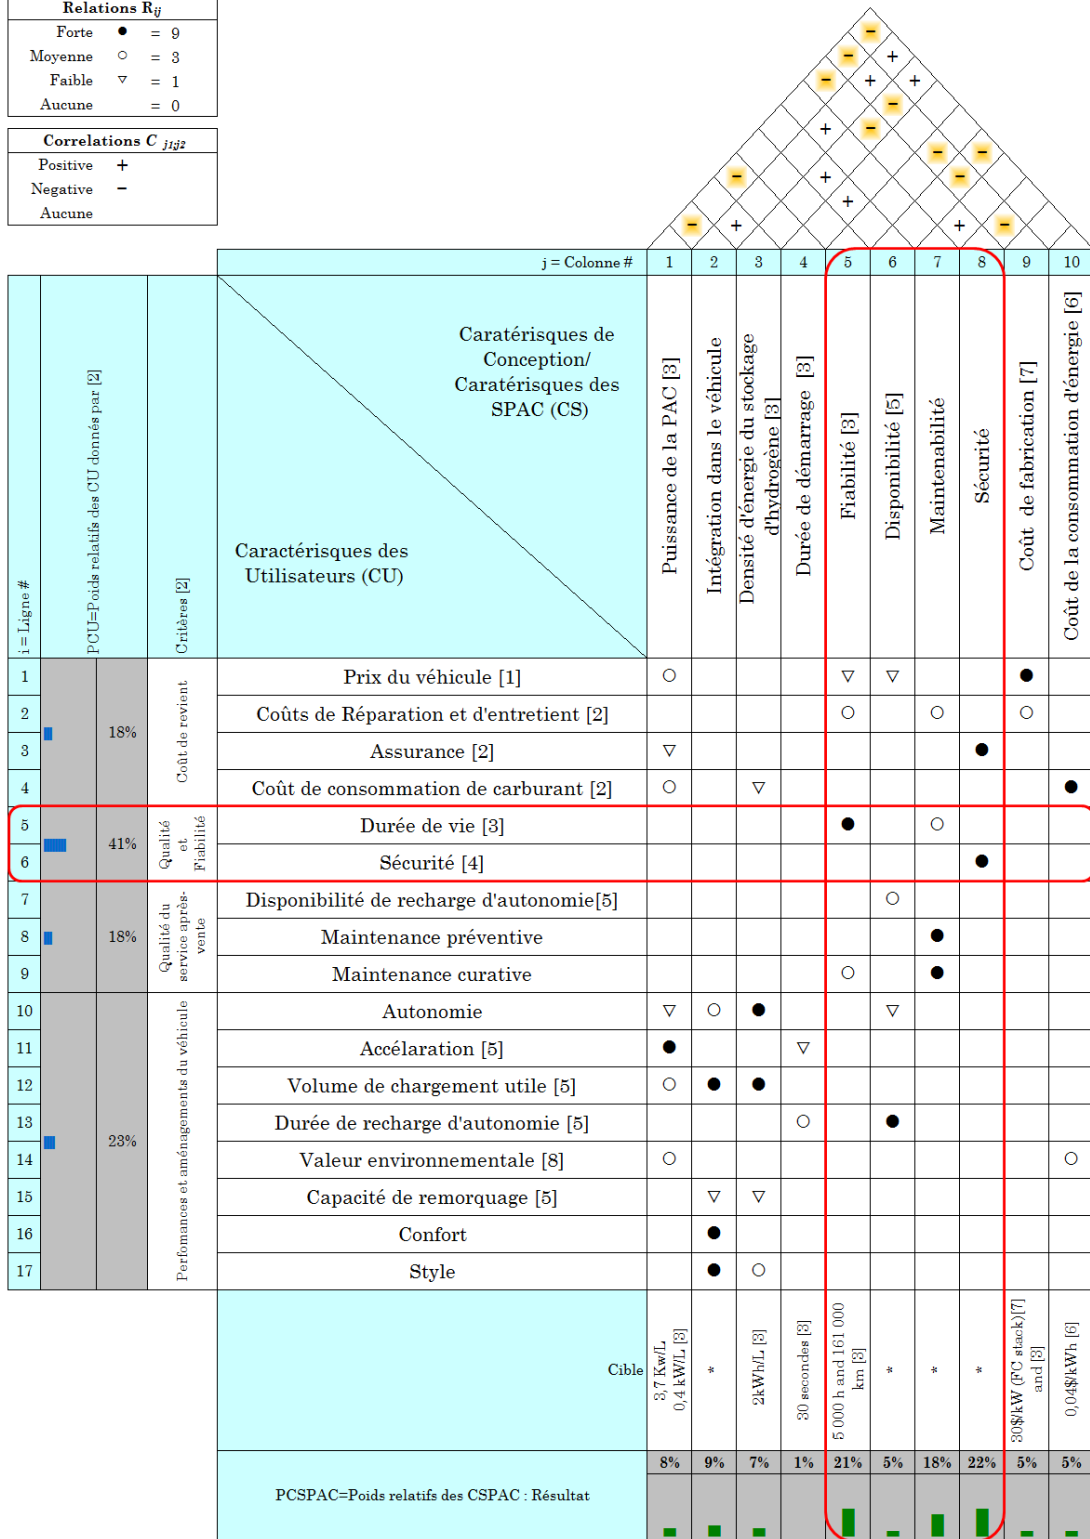 Relations R ij
Forte ● = 9
Moyenne ○ = 3
Faible ▽ = 1
Aucune = 0
Correlations C j1;j2
Positive +
Negative −
Aucune
−
− +
− + +
−
+ −
− −
− + −
+
− + + −
j = Colonne # 1 2 3 4 5 6 7 8 9 10
i = Ligne #
PCU=Poids relatifs des CU donnés par [2]
Critères [2]
Caratérisques de
Conception/
Caratérisques des
SPAC (CS)
Caractérisques des
Utilisateurs (CU)
Puissance de la PAC [3]
Intégration dans le véhicule
Densité d'énergie du stockage
d'hydrogène [3]
Durée de démarrage [3]
Fiabilité [3]
Disponibilité [5]
Maintenabilité
Sécurité
Coût de fabrication [7]
Coût de la consommation d'énergie [6]
18%
Coût de revient
1 Prix du véhicule [1] ○ ▽ ▽ ●
2 Coûts de Réparation et d'entretient [2] ○ ○ ○
3 Assurance [2] ▽ ●
4 Coût de consommation de carburant [2] ○ ▽ ●
41%
Qualité
et
Fiabilité
5 Durée de vie [3] ● ○
6 Sécurité [4] ●
18%
Qualité du
service après-
vente
7 Disponibilité de recharge d'autonomie[5] ○
8 Maintenance préventive ●
9 Maintenance curative ○ ●
23%
Perfomances et aménagements du véhicule
10 Autonomie ▽ ○ ● ▽
11 Accélaration [5] ● ▽
12 Volume de chargement utile [5] ○ ● ●
13 Durée de recharge d'autonomie [5] ○ ●
14 Valeur environnementale [8] ○ ○
15 Capacité de remorquage [5] ▽ ▽
16 Confort ●
17 Style ● ○
Cible
3,7 Kw/L
0,4 kW/L [3]
*
2kWh/L [3]
30 secondes [3]
5 000 h and 161 000
km [3]
*
*
*
30$/kW (FC stack)[7]
and [3]
0,04$/kWh [6]
8% 9% 7% 1% 21% 5% 18% 22% 5% 5%
PCSPAC=Poids relatifs des CSPAC : Résultat